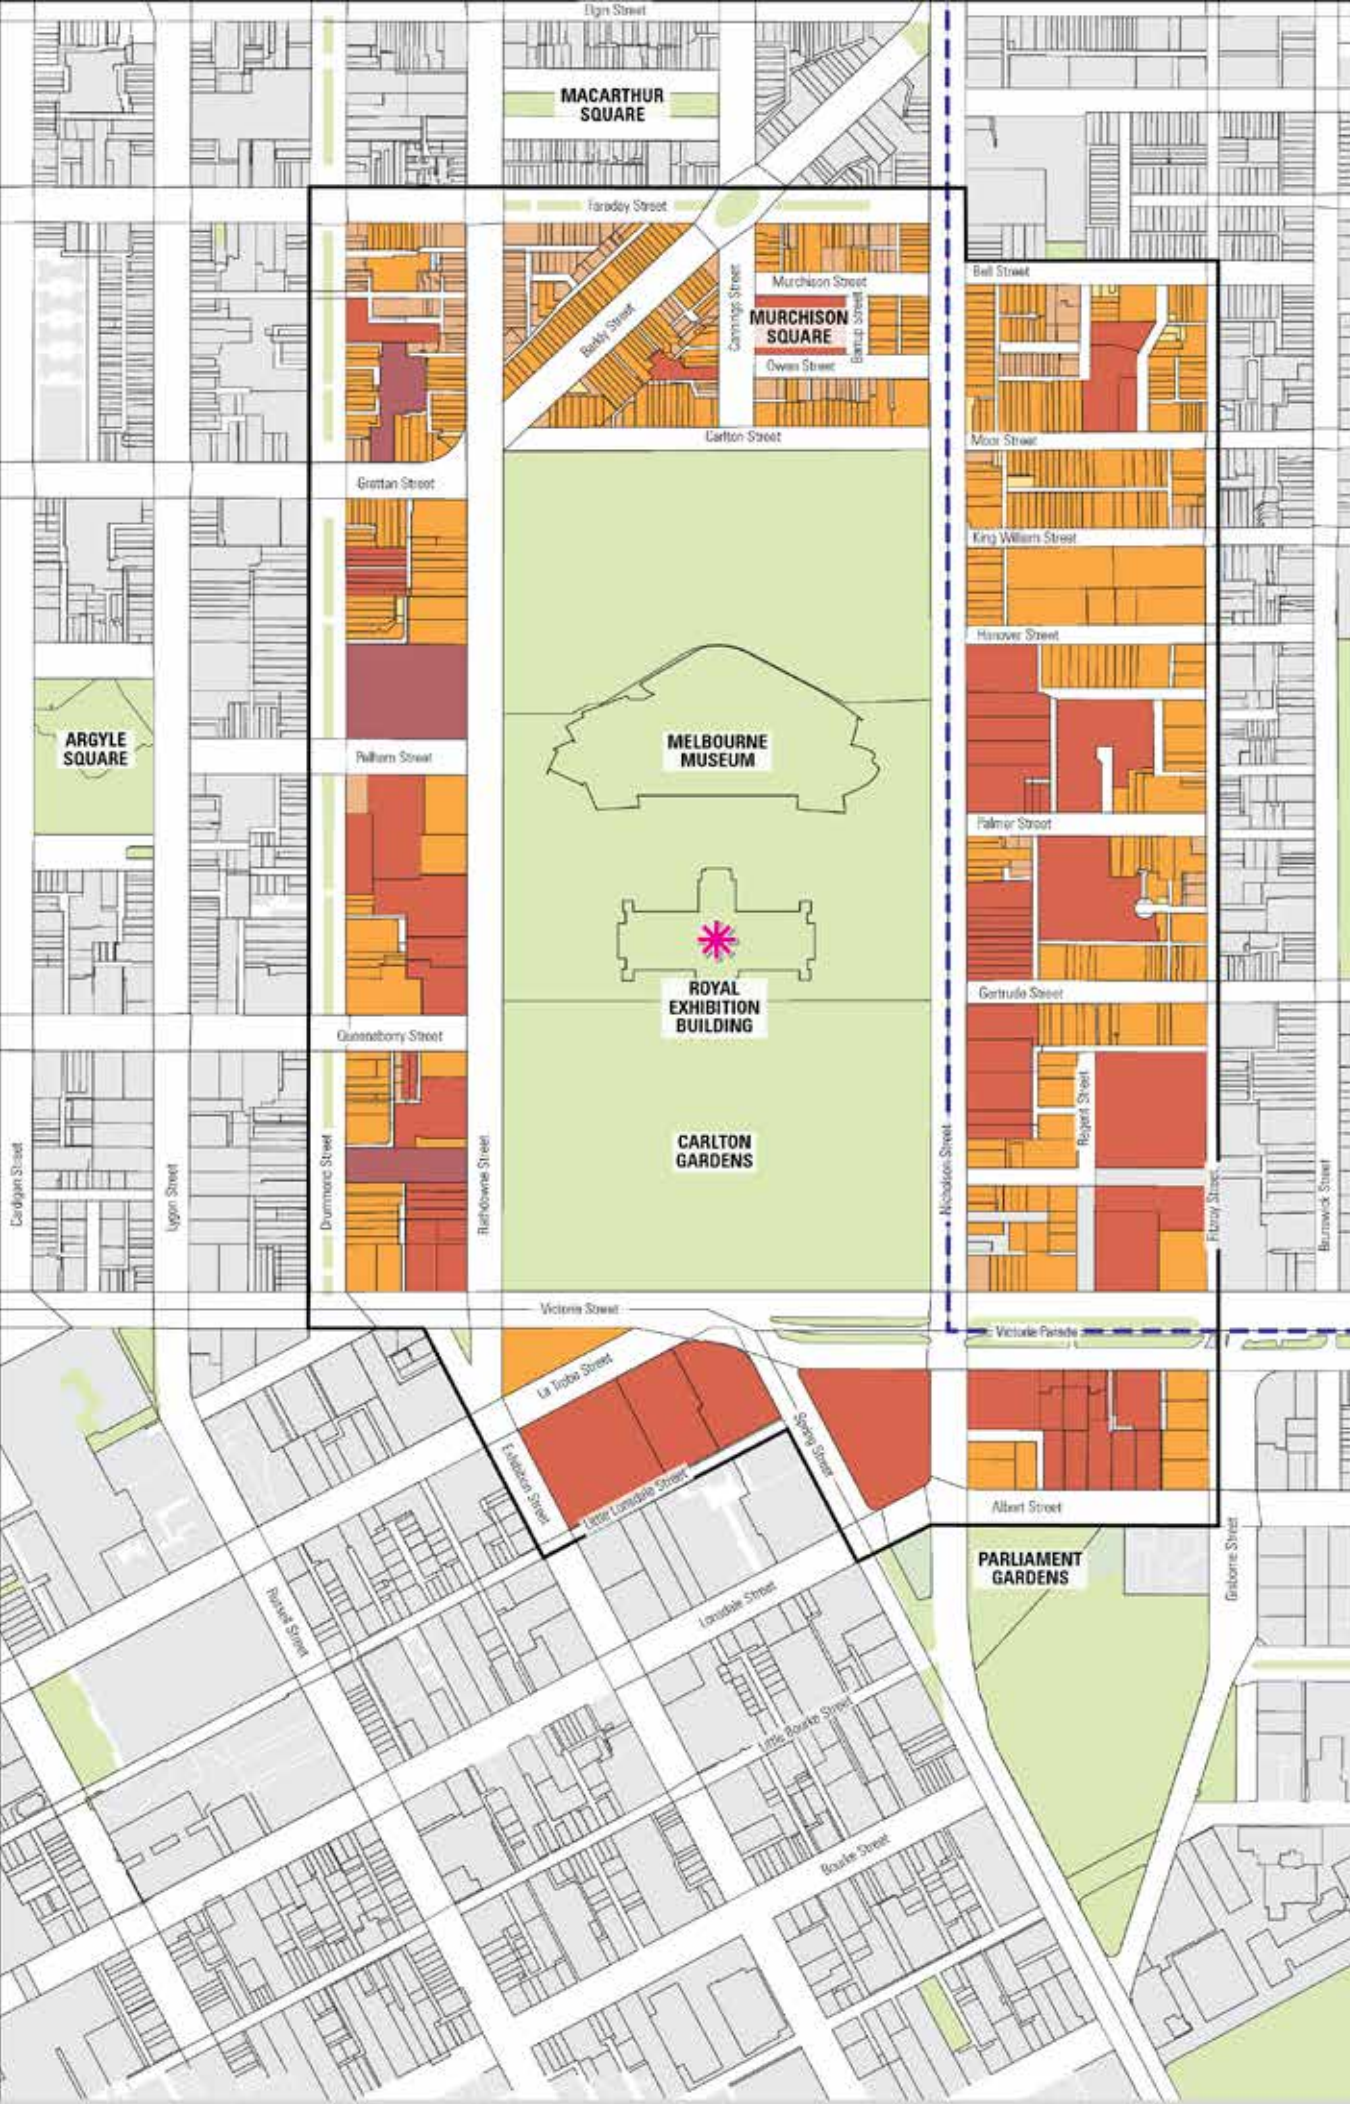 Elgin Street
MACARTHUR
SQUARE
Faraday Street
Bell Street
Murchison Street
Canning Street
MURCHISON
SQUARE
Barkly Street
Owen Street
Carlton Street
Moor Street
Grattan Street
King William Street
Hanover Street
ARGYLE
SQUARE
MELBOURNE
MUSEUM
Pelham Street
Palmer Street
ROYAL
EXHIBITION
BUILDING
Gertrude Street
Queensberry Street
Regent Street
CARLTON
GARDENS
Cardigan Street
Lygon Street
Drummond Street
Rathdowne Street
Nicholson Street
Fitzroy Street
Brunswick Street
Victoria Street
Victoria Parade
La Trobe Street
Spring Street
Exhibition Street
Little Lonsdale Street
Albert Street
PARLIAMENT
GARDENS
Gisborne Street
Russell Street
Lonsdale Street
Little Bourke Street
Bourke Street